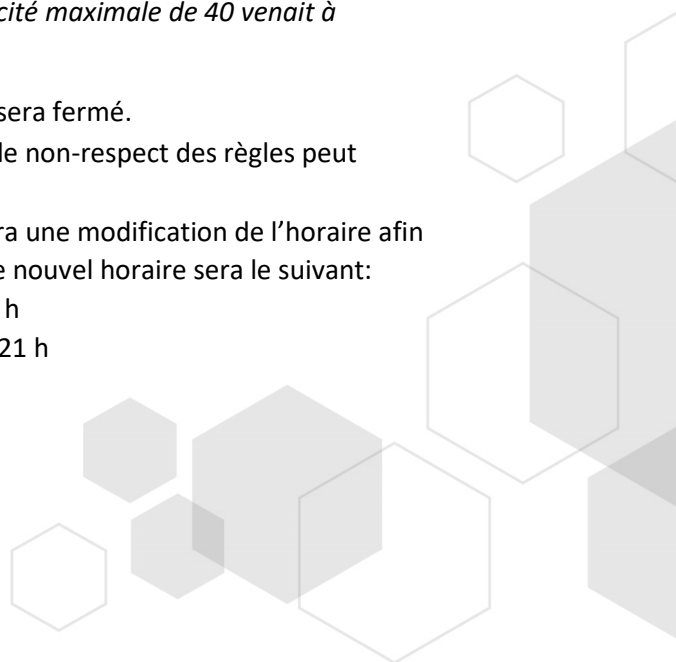 cité maximale de 40 venait à
sera fermé.
le non-respect des règles peut
ra une modification de l’horaire afin
e nouvel horaire sera le suivant:
h
21 h